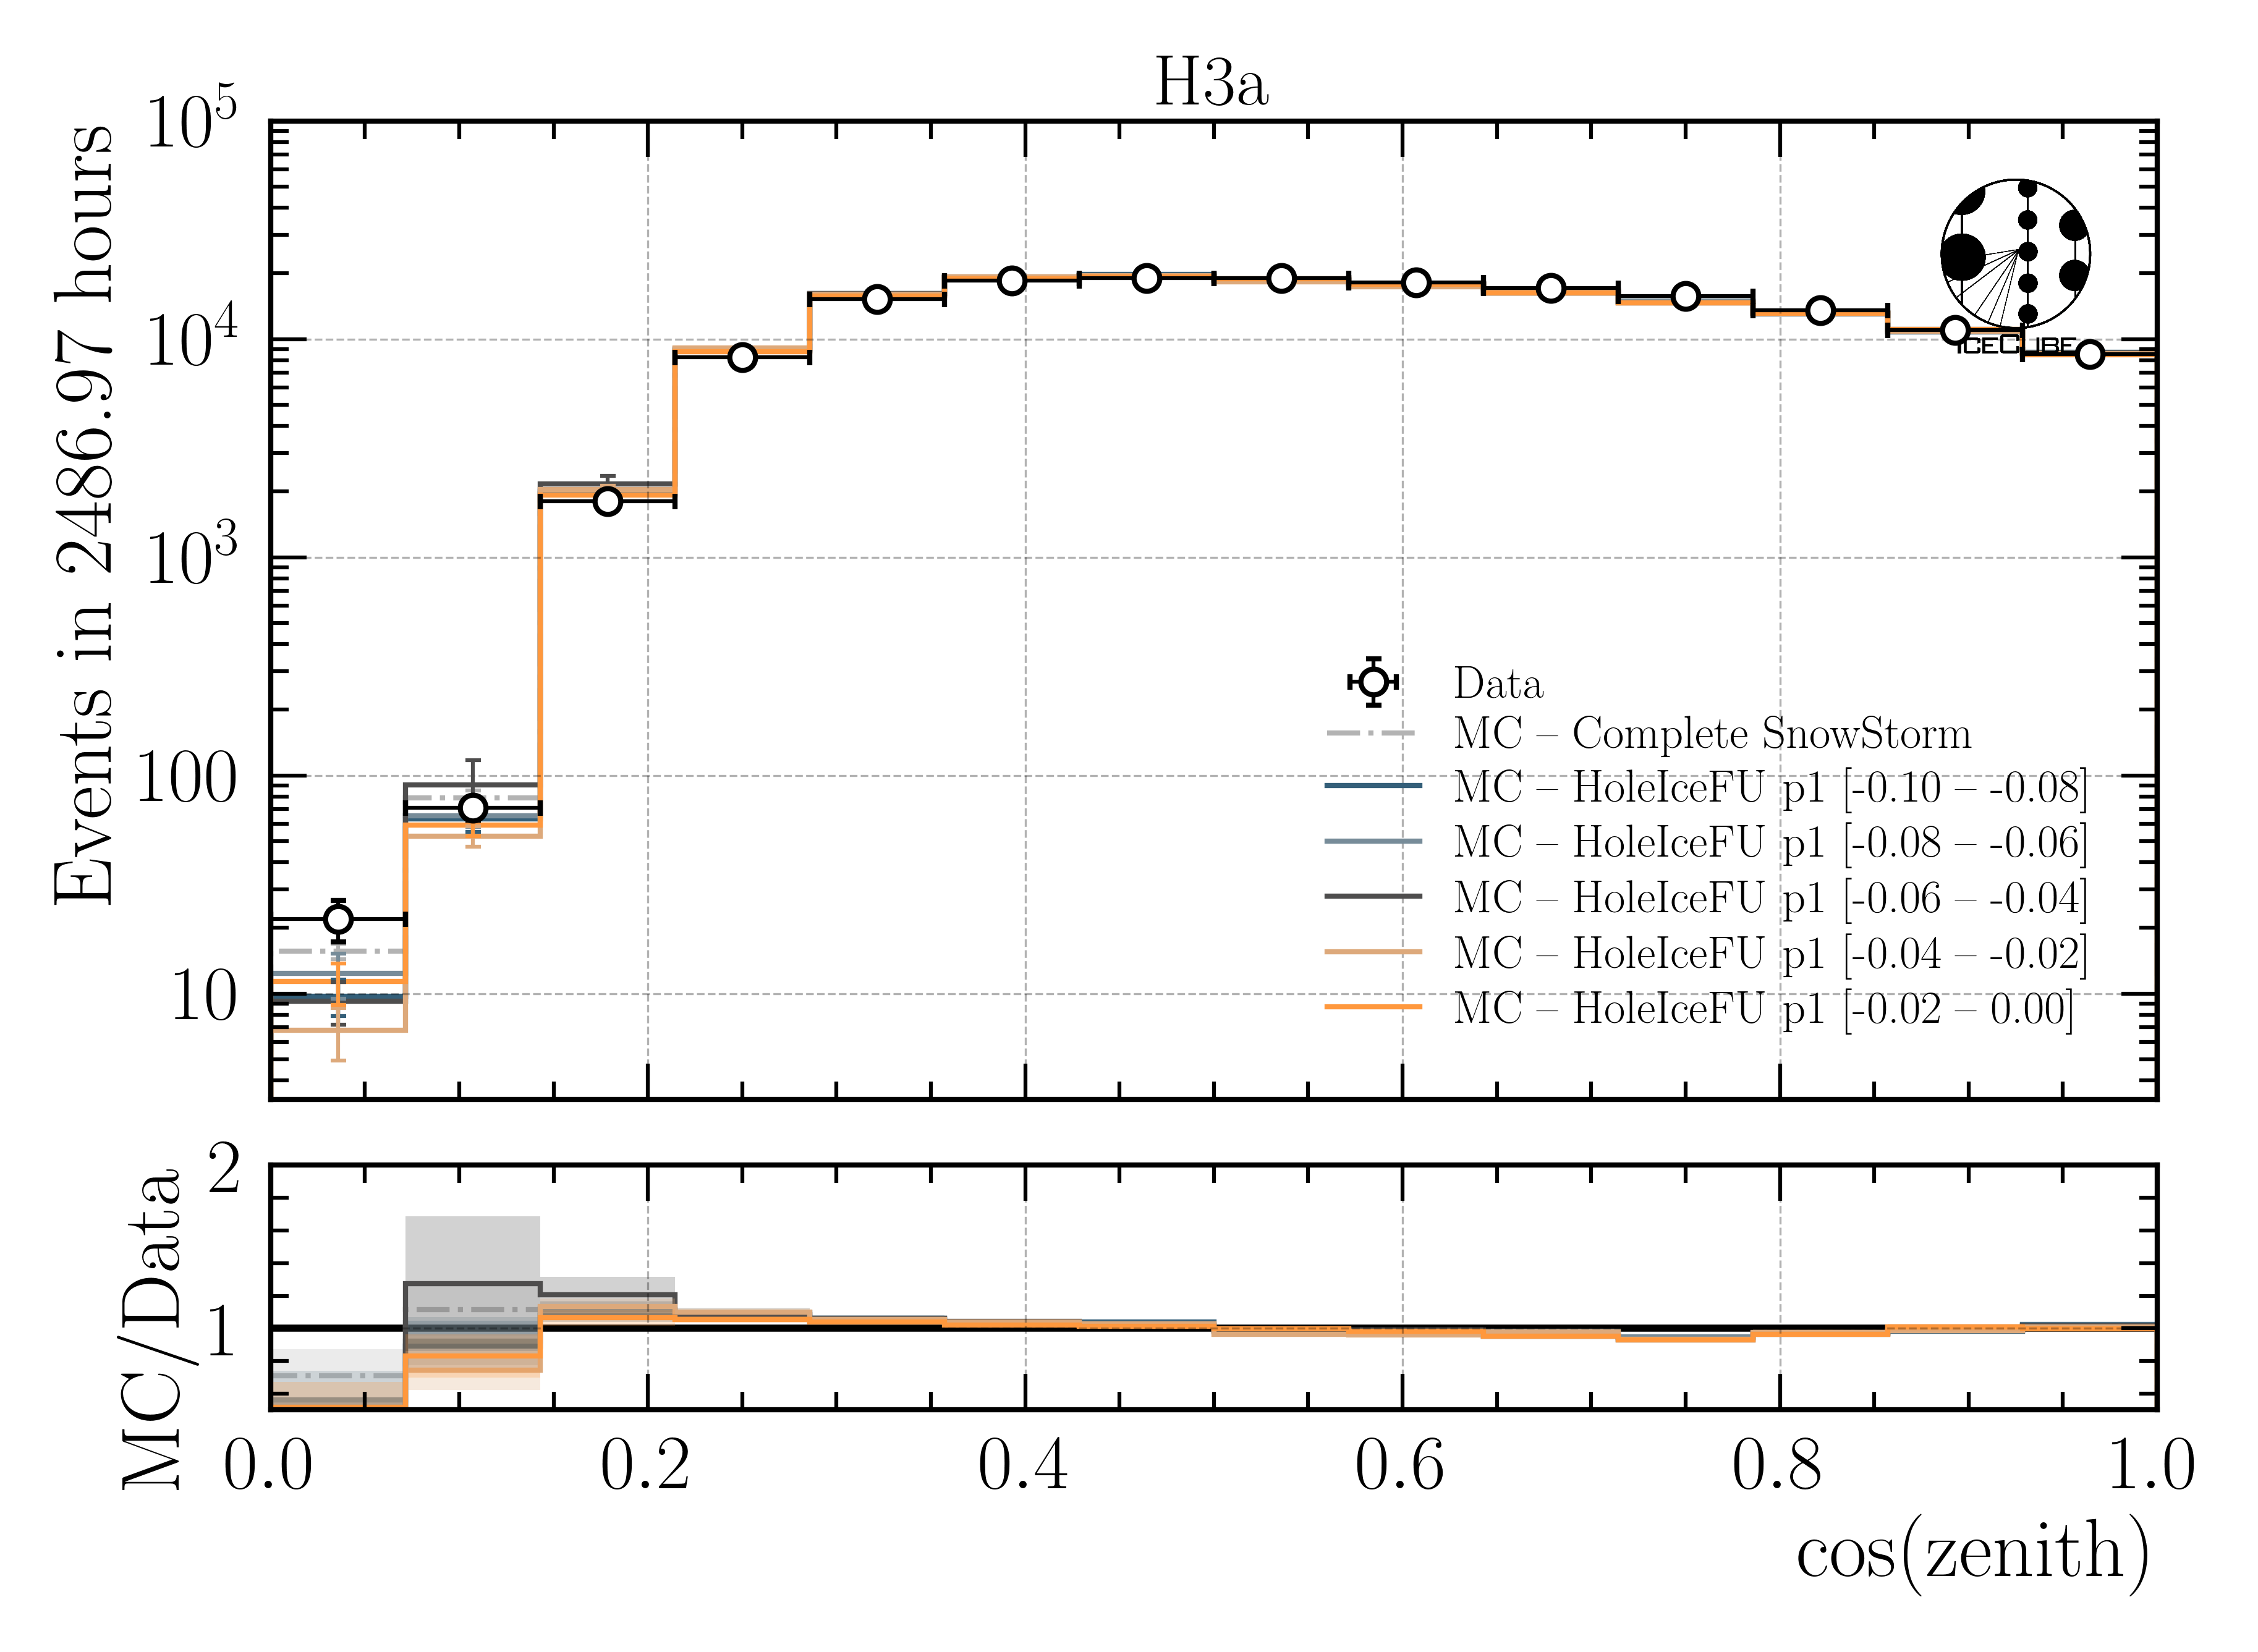 H3a
Events in 2486.97 hours
10^5
10^4
10^3
100
10
ICECUBE
Data
MC – Complete SnowStorm
MC – HoleIceFU p1 [-0.10 – -0.08]
MC – HoleIceFU p1 [-0.08 – -0.06]
MC – HoleIceFU p1 [-0.06 – -0.04]
MC – HoleIceFU p1 [-0.04 – -0.02]
MC – HoleIceFU p1 [-0.02 – 0.00]
MC/Data
2
1
0.0 0.2 0.4 0.6 0.8 1.0
cos(zenith)